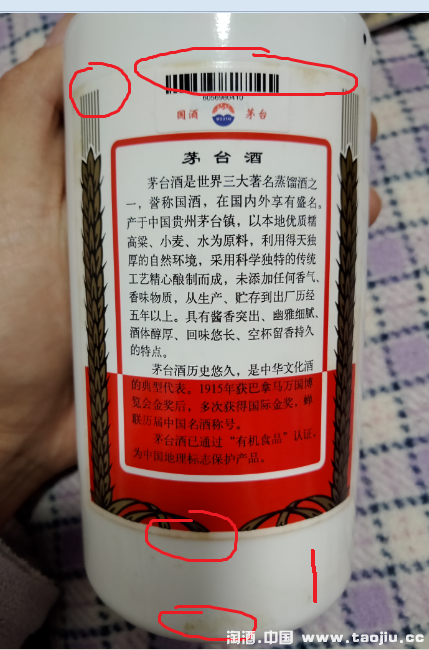 6056980410
国酒 茅台
茅台酒
茅台酒是世界三大著名蒸馏酒之
一，誉称国酒，在国内外享有盛名。
产于中国贵州茅台镇，以本地优质糯
高粱、小麦、水为原料，利用得天独
厚的自然环境，采用科学独特的传统
工艺精心酿制而成，未添加任何香气、
香味物质，从生产、贮存到出厂历经
五年以上。具有酱香突出、幽雅细腻、
酒体醇厚、回味悠长、空杯留香持久
的特点。
茅台酒历史悠久，是中华文化酒
的典型代表。1915年获巴拿马万国博
览会金奖后，多次获得国际金奖，蝉
联历届中国名酒称号。
茅台酒已通过“有机食品”认证，
为中国地理标志保护产品。
淘酒.中国 www.taojiu.cc